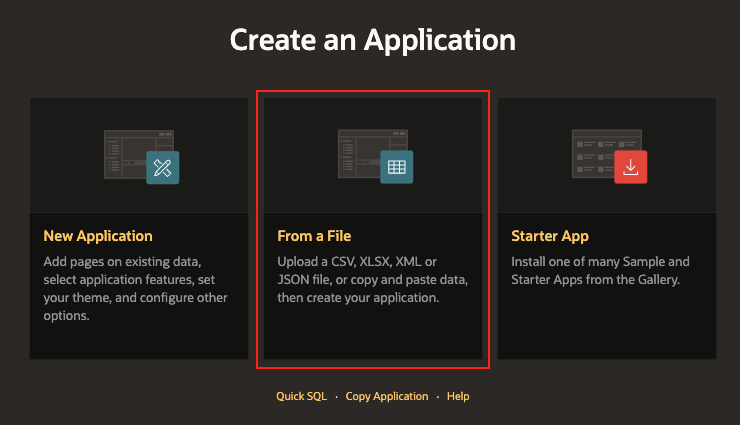 Create an Application
New Application
Add pages on existing data,
select application features, set
your theme, and configure other
options.
From a File
Upload a CSV, XLSX, XML or
JSON file, or copy and paste data,
then create your application.
Starter App
Install one of many Sample and
Starter Apps from the Gallery.
Quick SQL · Copy Application · Help